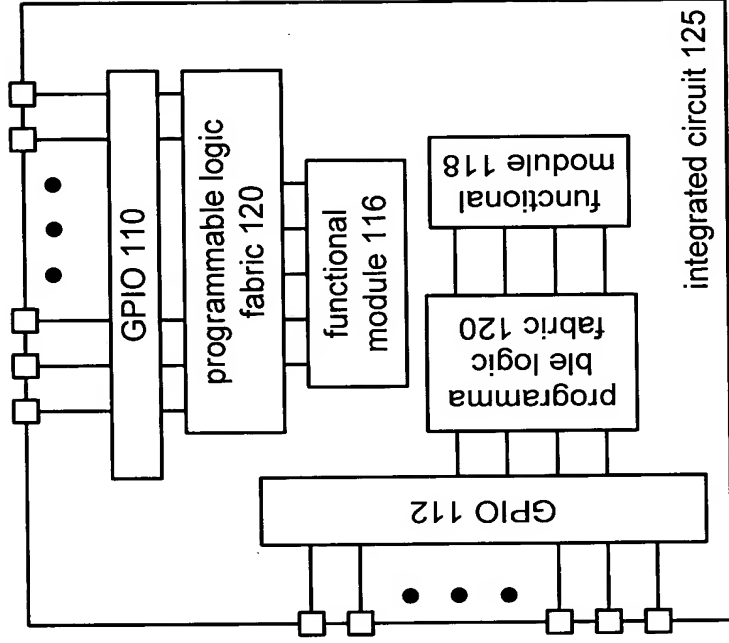 GPIO 110
programmable logic
fabric 120
functional
module 116
GPIO 112
programma
ble logic
fabric 120
functional
module 118
integrated circuit 125